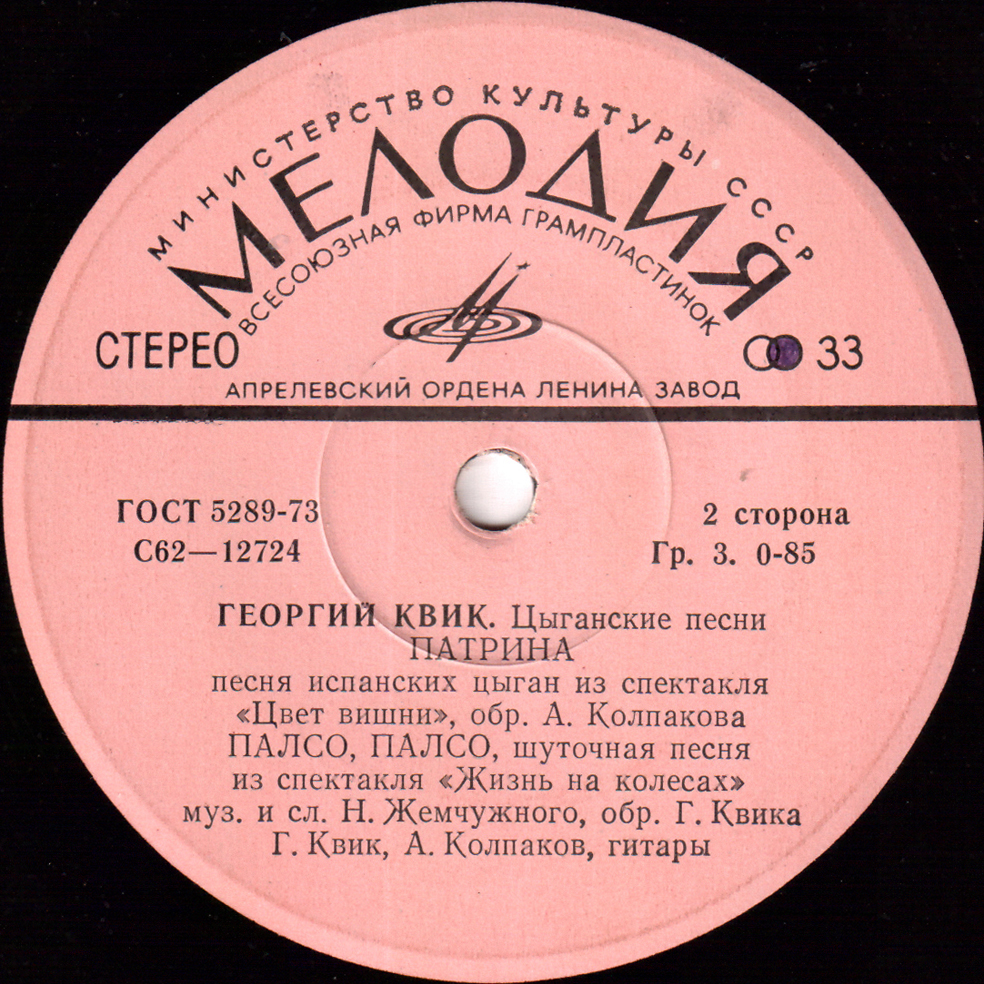 МИНИСТЕРСТВО КУЛЬТУРЫ СССР
МЕЛОДИЯ
ВСЕСОЮЗНАЯ ФИРМА ГРАМПЛАСТИНОК
СТЕРЕО
33
АПРЕЛЕВСКИЙ ОРДЕНА ЛЕНИНА ЗАВОД
ГОСТ 5289-73
2 сторона
С62—12724
Гр. 3. 0-85
ГЕОРГИЙ КВИК. Цыганские песни
ПАТРИНА
песня испанских цыган из спектакля
«Цвет вишни», обр. А. Колпакова
ПАЛСО, ПАЛСО, шуточная песня
из спектакля «Жизнь на колесах»
муз. и сл. Н. Жемчужного, обр. Г. Квика
Г. Квик, А. Колпаков, гитары